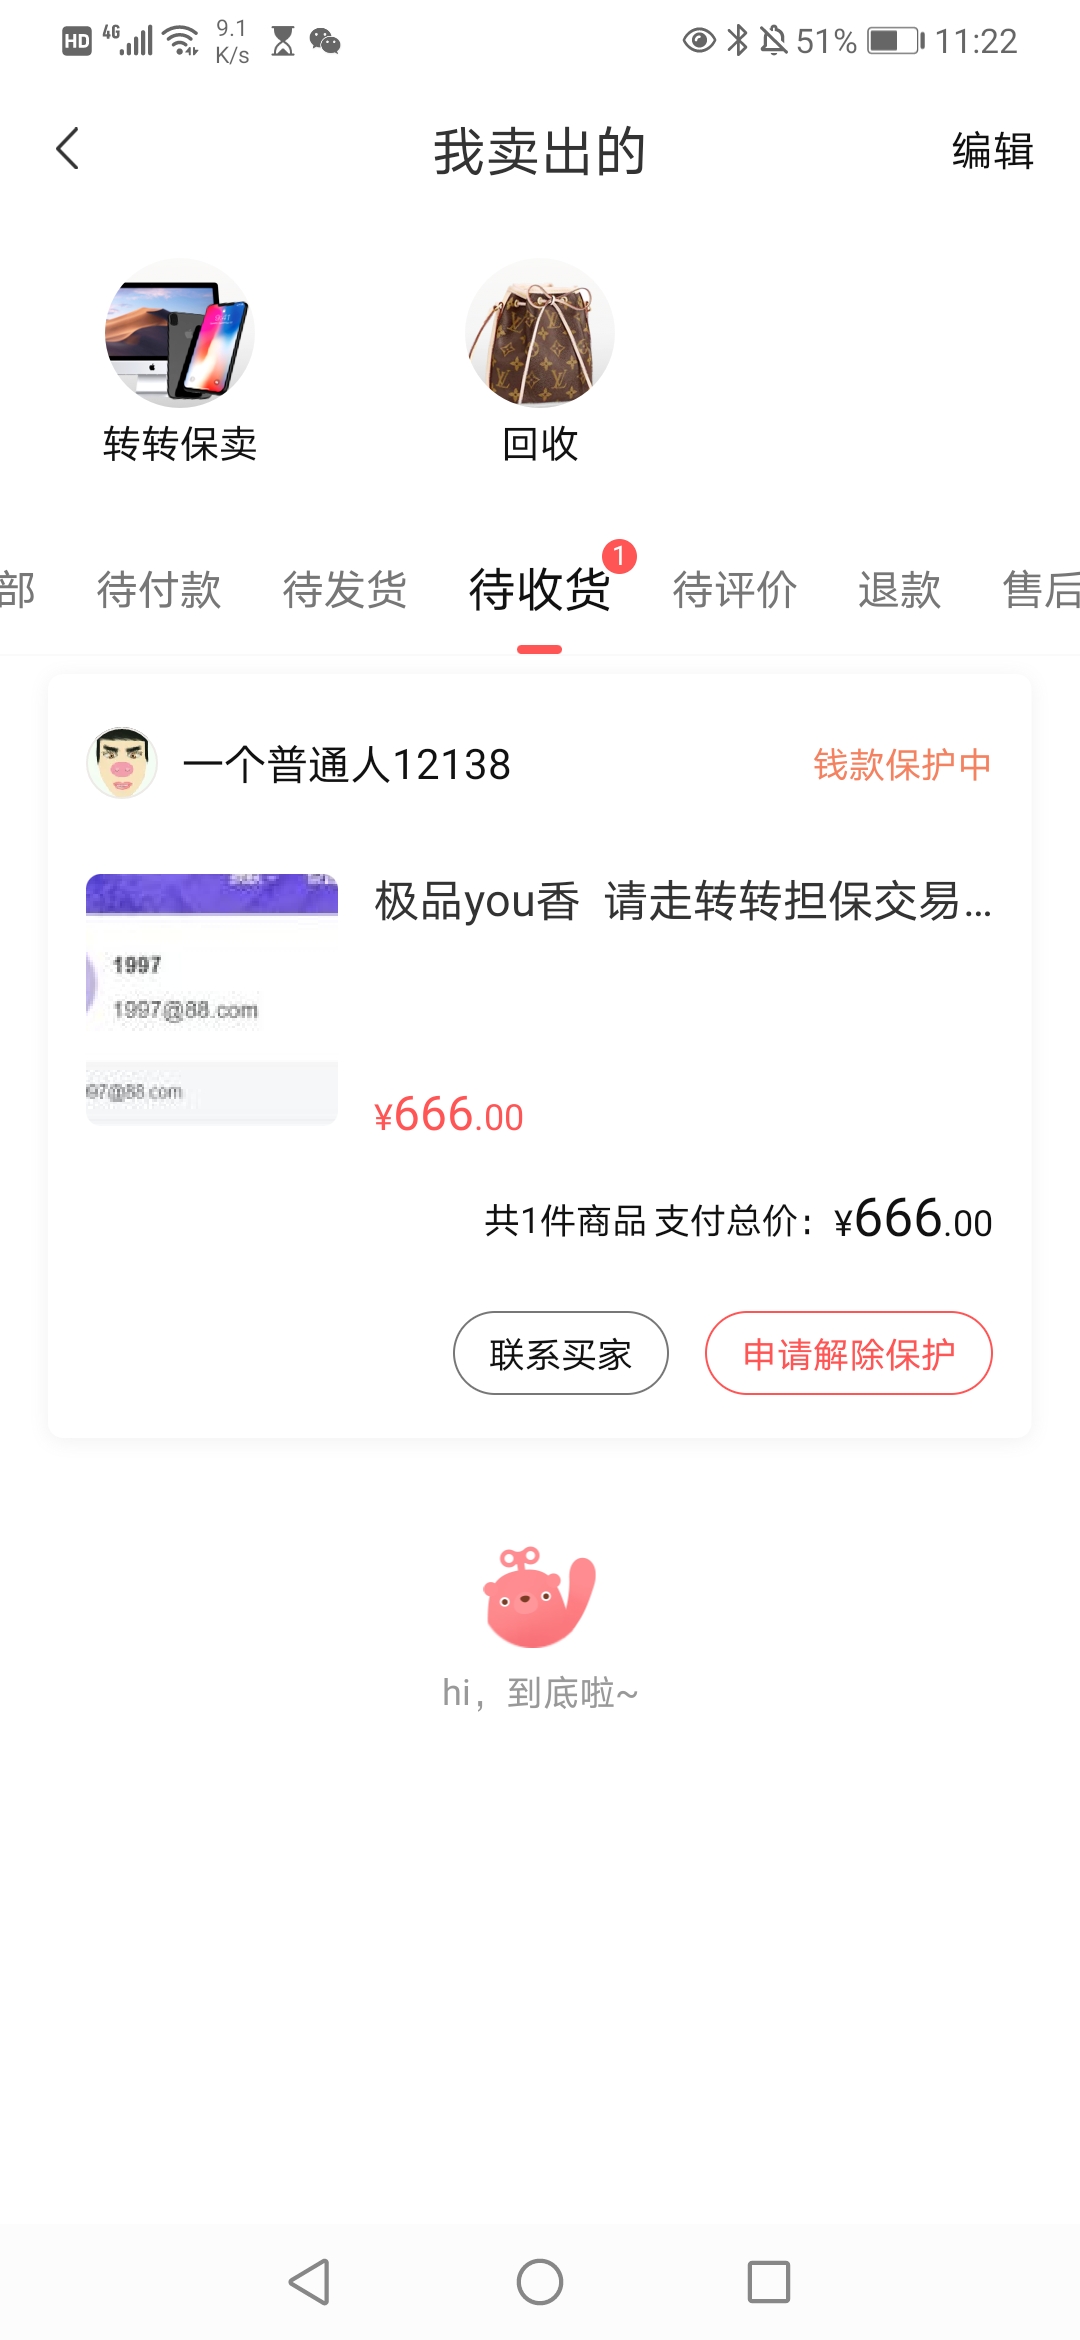 HD 4G 9.1 K/s 51% 11:22
我卖出的 编辑
转转保卖 回收
部 待付款 待发货 待收货 1 待评价 退款 售后
一个普通人12138 钱款保护中
极品you香 请走转转担保交易...
1997
1997@88.com
97@88.com
¥666.00
共1件商品 支付总价：¥666.00
联系买家 申请解除保护
hi，到底啦~